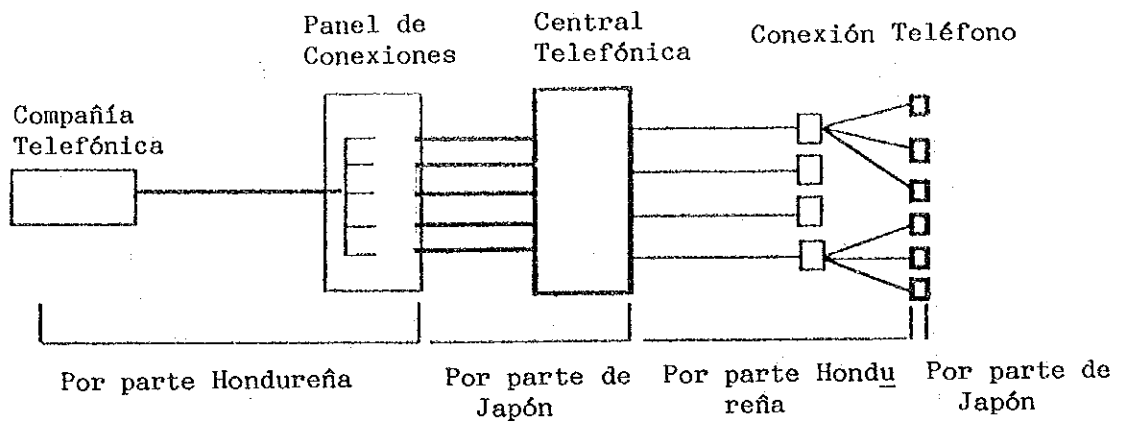 Panel de
Conexiones
Central
Telefónica
Conexión Teléfono
Compañía
Telefónica
Por parte Hondureña
Por parte de
Japón
Por parte Hondu
reña
Por parte de
Japón